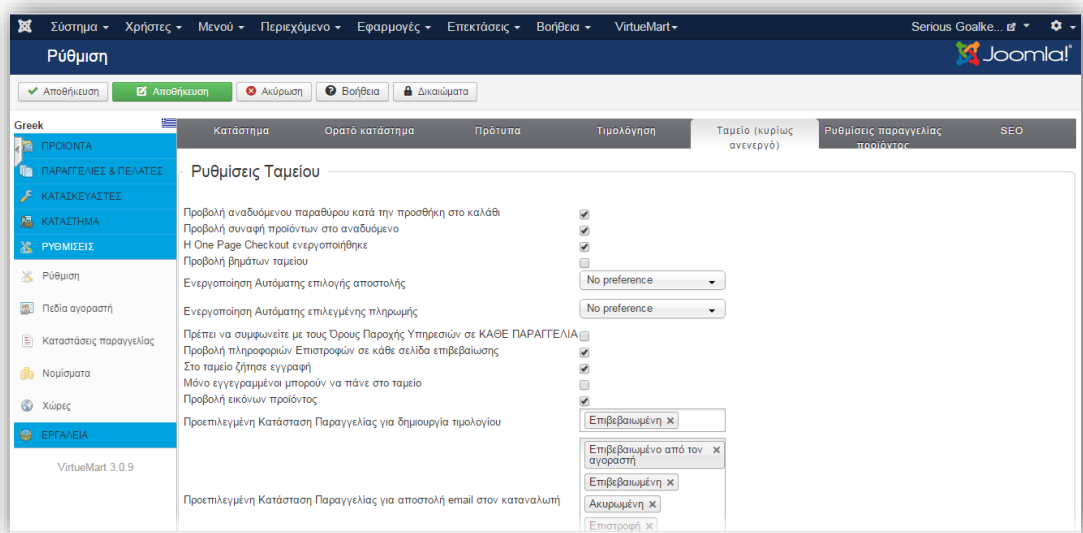 Σύστημα Χρήστες Μενού Περιεχόμενο Εφαρμογές Επεκτάσεις Βοήθεια VirtueMart Serious Goalke...
Ρύθμιση Joomla!
Αποθήκευση Αποθήκευση Ακύρωση Βοήθεια Δικαιώματα
Greek
Κατάστημα Ορατό κατάστημα Πρότυπα Τιμολόγηση Ταμείο (κυρίως ανενεργό) Ρυθμίσεις παραγγελίας προϊόντος SEO
ΠΡΟΙΟΝΤΑ
ΠΑΡΑΓΓΕΛΙΕΣ & ΠΕΛΑΤΕΣ
ΚΑΤΑΣΚΕΥΑΣΤΕΣ
ΚΑΤΑΣΤΗΜΑ
ΡΥΘΜΙΣΕΙΣ
Ρύθμιση
Πεδία αγοραστή
Καταστάσεις παραγγελίας
Νομίσματα
Χώρες
ΕΡΓΑΛΕΙΑ
VirtueMart 3.0.9
Ρυθμίσεις Ταμείου
Προβολή αναδυόμενου παραθύρου κατά την προσθήκη στο καλάθι
Προβολή συναφή προϊόντων στο αναδυόμενο
Η One Page Checkout ενεργοποιήθηκε
Προβολή βημάτων ταμείου
Ενεργοποίηση Αυτόματης επιλογής αποστολής No preference
Ενεργοποίηση Αυτόματης επιλεγμένης πληρωμής No preference
Πρέπει να συμφωνείτε με τους Όρους Παροχής Υπηρεσιών σε ΚΑΘΕ ΠΑΡΑΓΓΕΛΙΑ
Προβολή πληροφοριών Επιστροφών σε κάθε σελίδα επιβεβαίωσης
Στο ταμείο ζήτησε εγγραφή
Μόνο εγγεγραμμένοι μπορούν να πάνε στο ταμείο
Προβολή εικόνων προϊόντος
Προεπιλεγμένη Κατάσταση Παραγγελίας για δημιουργία τιμολογίου Επιβεβαιωμένη
Επιβεβαιωμένο από τον
αγοραστή
Επιβεβαιωμένη
Προεπιλεγμένη Κατάσταση Παραγγελίας για αποστολή email στον καταναλωτή Ακυρωμένη
Επιστροφή